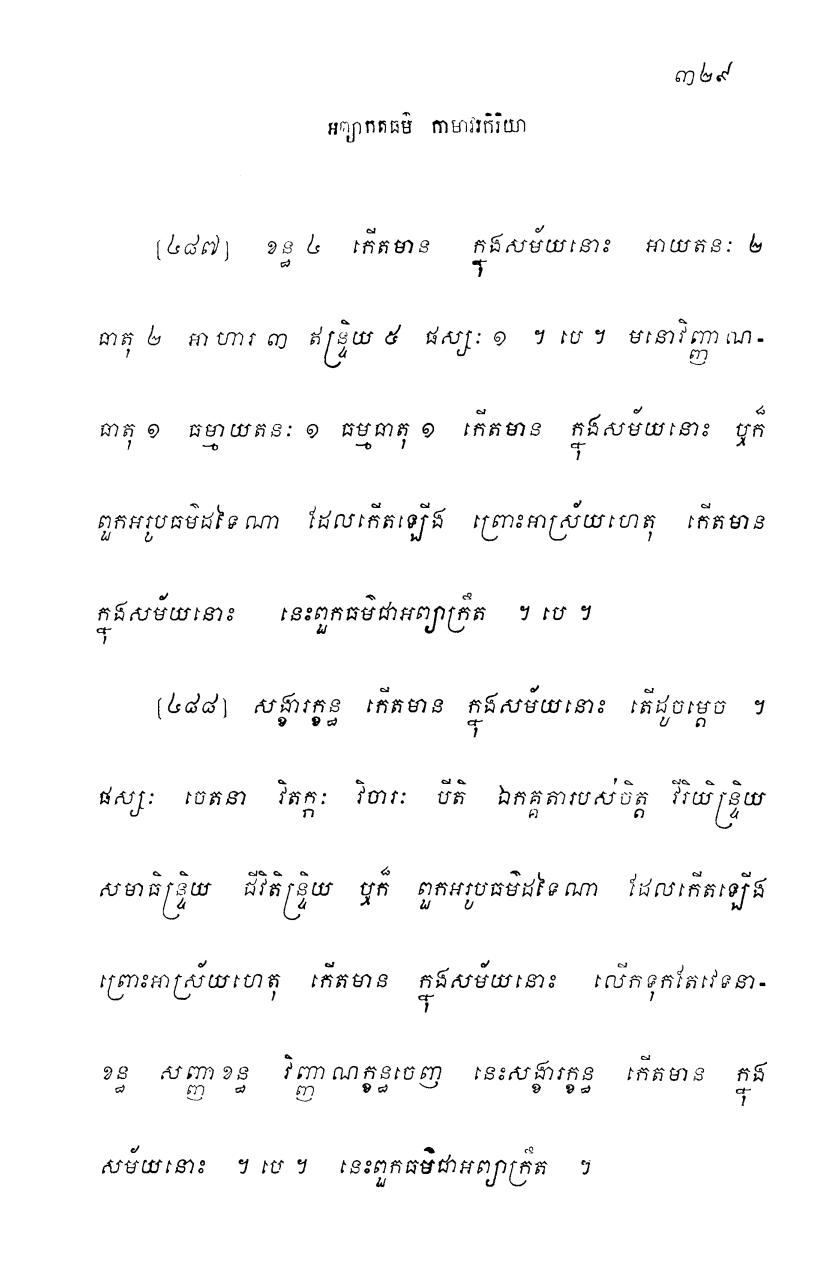 ៣២៩
អព្យាកតធម៌ កាមាវរកិរិយា
[៤៨៧] ខន្ធ ៤ កើតមាន ក្នុងសម័យនោះ អាយតនៈ ២
ធាតុ ២ អាហារ ៣ ឥន្ទ្រិយ ៥ ផស្សៈ ១ ។ បេ ។ មនោវិញ្ញាណ-
ធាតុ ១ ធម្មាយតនៈ ១ ធម្មធាតុ ១ កើតមាន ក្នុងសម័យនោះ ឬក៏
ពួកអរូបធម៌ដទៃណា ដែលកើតឡើង ព្រោះអាស្រ័យហេតុ កើតមាន
ក្នុងសម័យនោះ នេះពួកធម៌ជាអព្យាក្រឹត ។ បេ ។
[៤៨៨] សង្ខារក្ខន្ធ កើតមាន ក្នុងសម័យនោះ តើដូចម្តេច ។
ផស្សៈ ចេតនា វិតក្កៈ វិចារៈ បីតិ ឯកគ្គតារបស់ចិត្ត វីរិយិន្ទ្រិយ
សមាធិន្ទ្រិយ ជីវិតិន្ទ្រិយ ឬក៏ ពួកអរូបធម៌ដទៃណា ដែលកើតឡើង
ព្រោះអាស្រ័យហេតុ កើតមាន ក្នុងសម័យនោះ លើកទុកតែវេទនា-
ខន្ធ សញ្ញាខន្ធ វិញ្ញាណក្ខន្ធចេញ នេះសង្ខារក្ខន្ធ កើតមាន ក្នុង
សម័យនោះ ។ បេ ។ នេះពួកធម៌ជាអព្យាក្រឹត ។